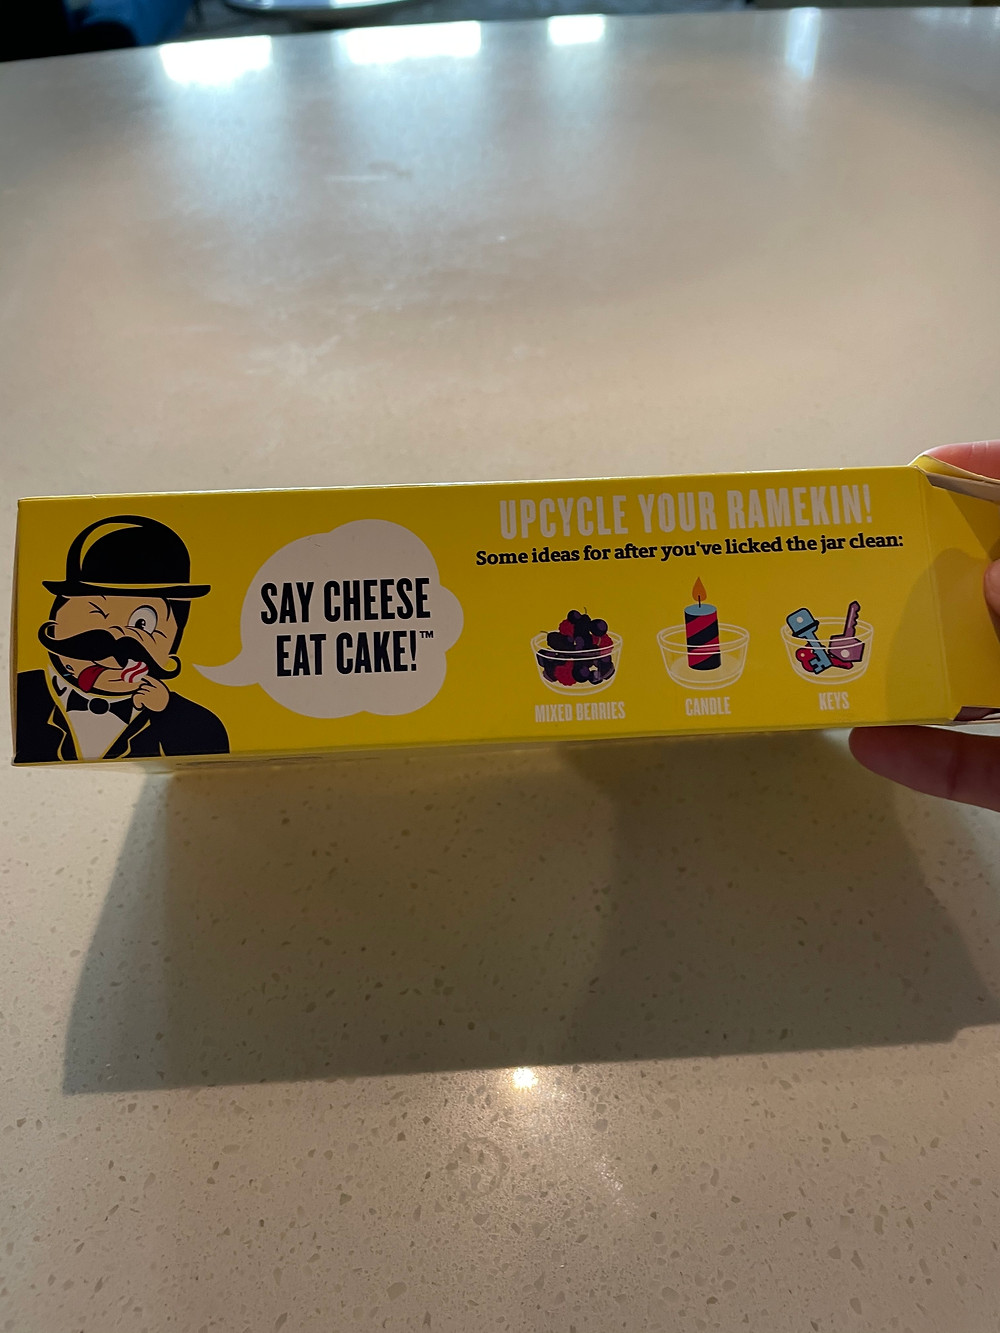 SAY CHEESE
EAT CAKE!™
UPCYCLE YOUR RAMEKIN!
Some ideas for after you've licked the jar clean:
MIXED BERRIES
CANDLE
KEYS